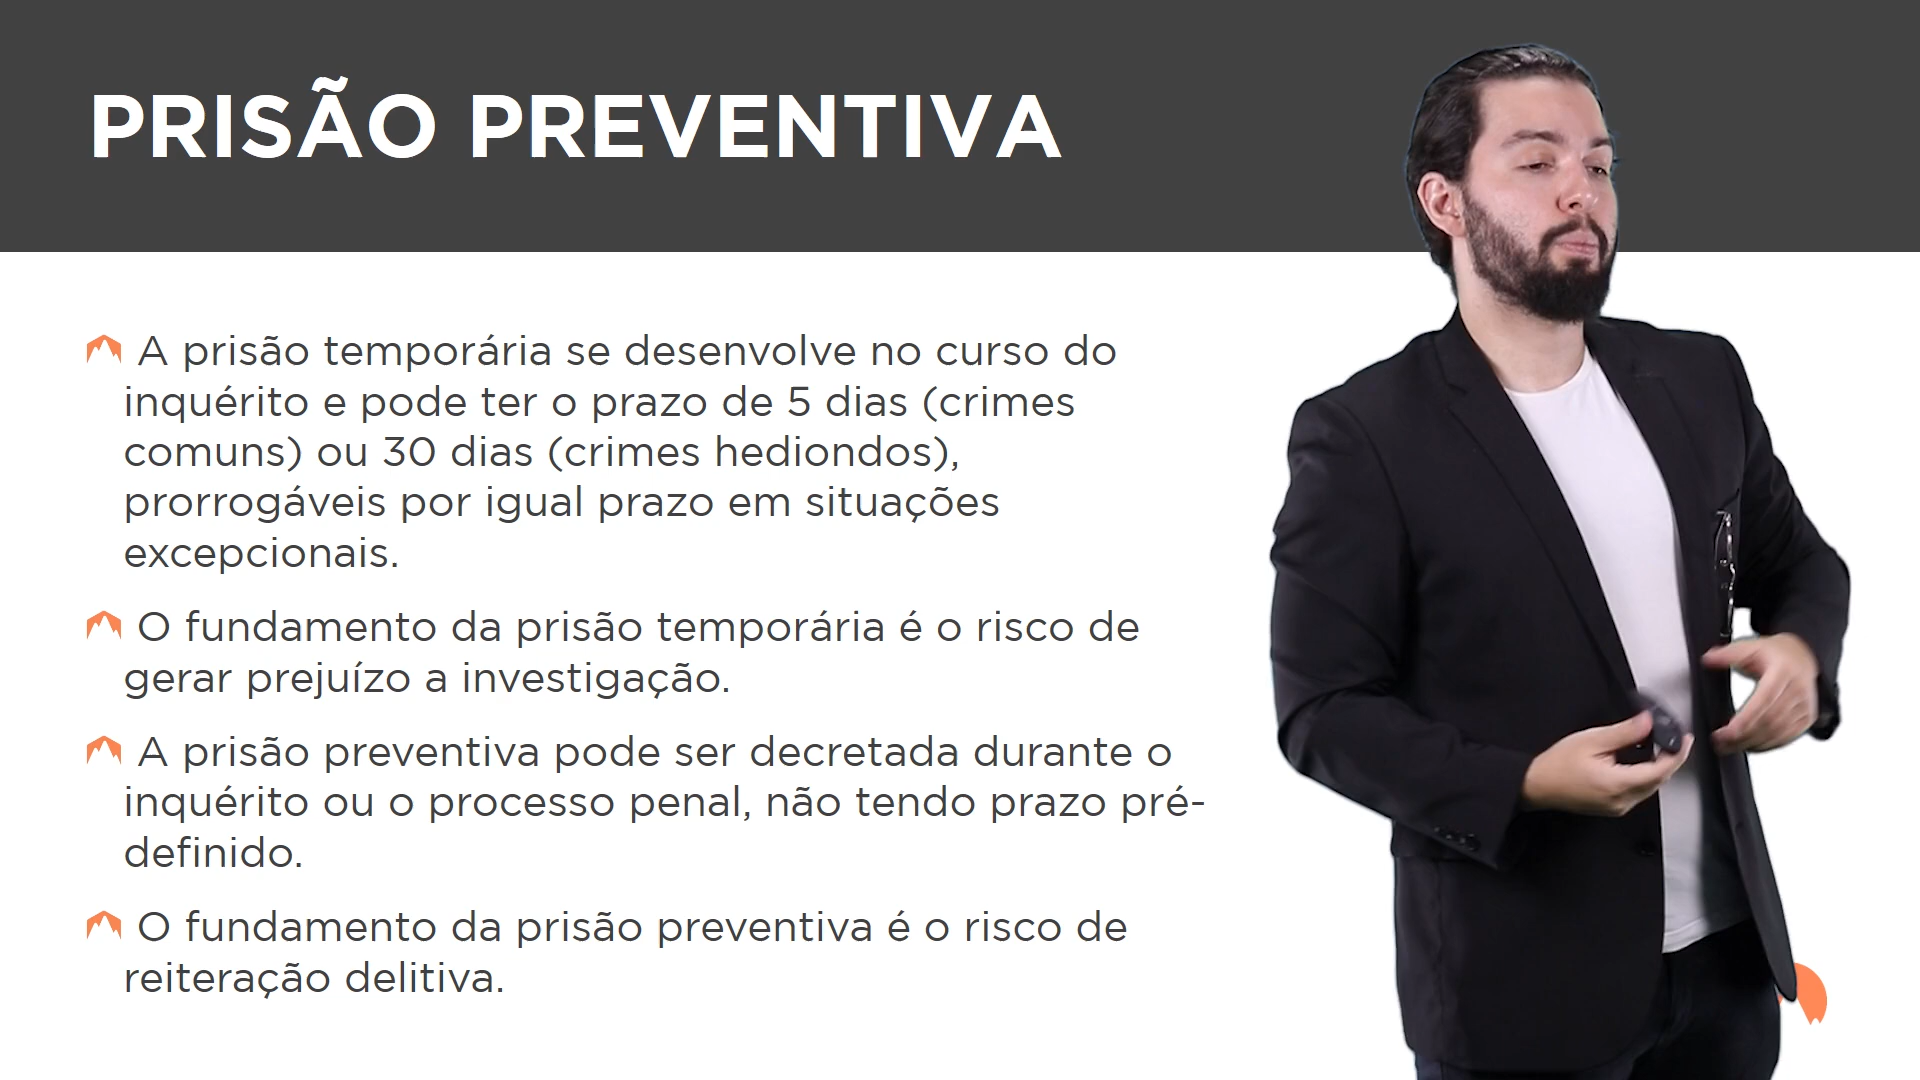 PRISÃO PREVENTIVA
A prisão temporária se desenvolve no curso do
inquérito e pode ter o prazo de 5 dias (crimes
comuns) ou 30 dias (crimes hediondos),
prorrogáveis por igual prazo em situações
excepcionais.
O fundamento da prisão temporária é o risco de
gerar prejuízo a investigação.
A prisão preventiva pode ser decretada durante o
inquérito ou o processo penal, não tendo prazo pré-
definido.
O fundamento da prisão preventiva é o risco de
reiteração delitiva.